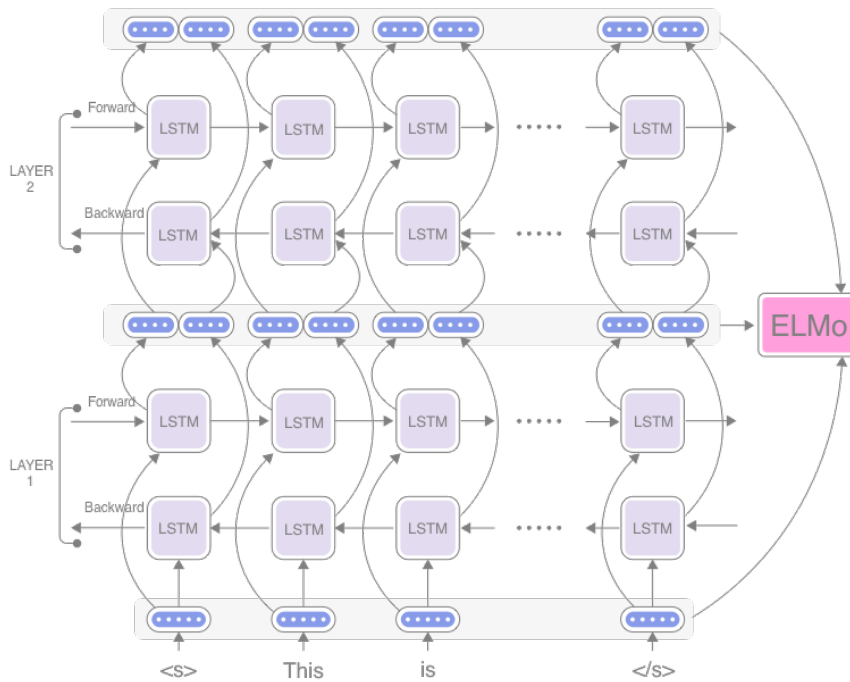 Forward
LSTM LSTM LSTM LSTM
LAYER
2
Backward
LSTM LSTM LSTM LSTM
ELMo
Forward
LSTM LSTM LSTM LSTM
LAYER
1
Backward
LSTM LSTM LSTM LSTM
<s> This is </s>